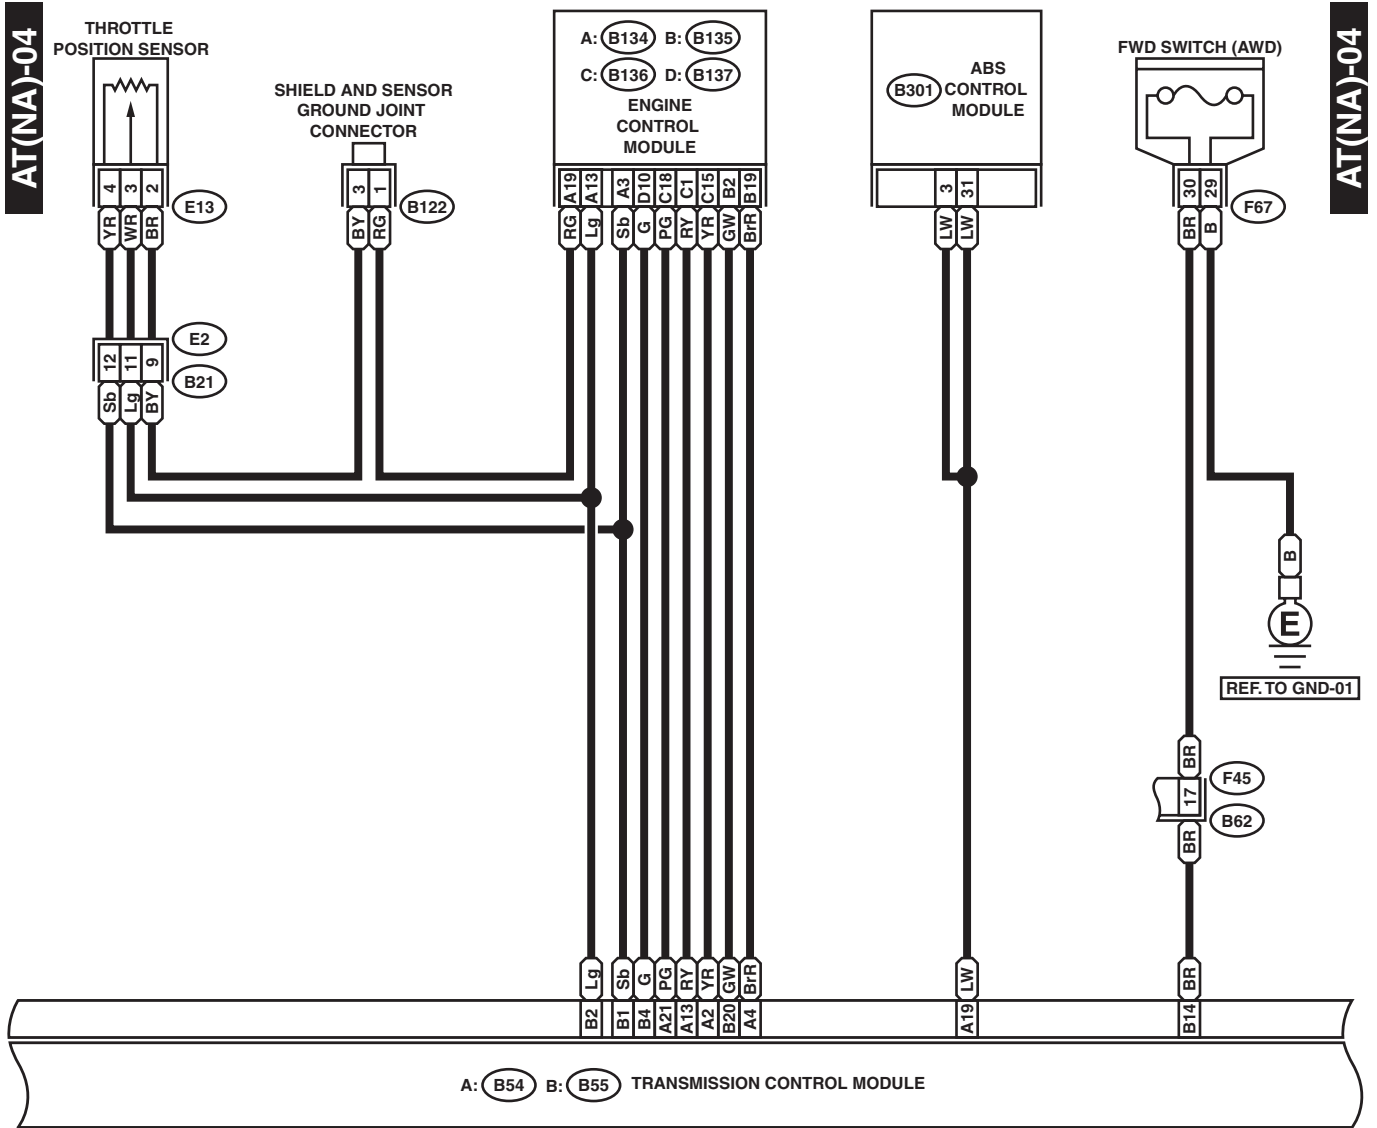 AT(NA)-04
AT(NA)-04
THROTTLE
POSITION SENSOR
4 3 2
E13
YR WR BR
E2
12 11 9
B21
Sb Lg BY
SHIELD AND SENSOR
GROUND JOINT
CONNECTOR
3 1
B122
BY RG
A: B134 B: B135
C: B136 D: B137
ENGINE
CONTROL
MODULE
A19 A13 A3 D10 C18 C1 C15 B2 B19
RG Lg Sb G PG RY YR GW BrR
B301
ABS
CONTROL
MODULE
3 31
LW LW
FWD SWITCH (AWD)
30 29
F67
BR B
B
E
REF. TO GND-01
BR
F45
17
B62
BR
Lg Sb G PG RY YR GW BrR LW BR
B2 B1 B4 A21 A13 A2 B20 A4 A19 B14
A: B54 B: B55 TRANSMISSION CONTROL MODULE